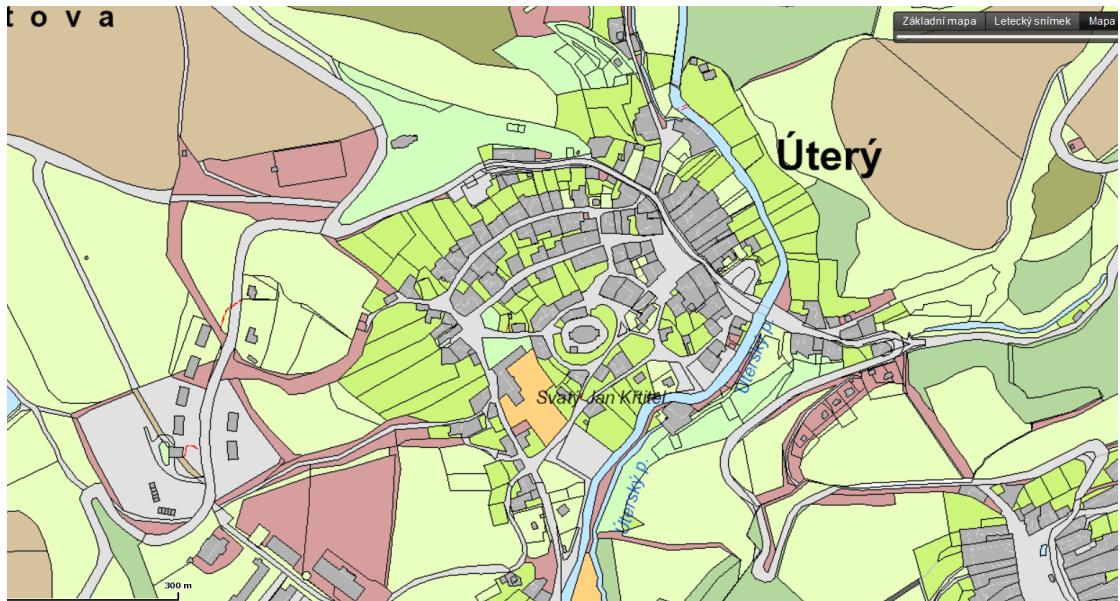 t o v a
Základní mapa
Letecký snímek
Mapa
Úterý
Úterský p.
Svatý Jan Křtitel
Úterský p.
300 m